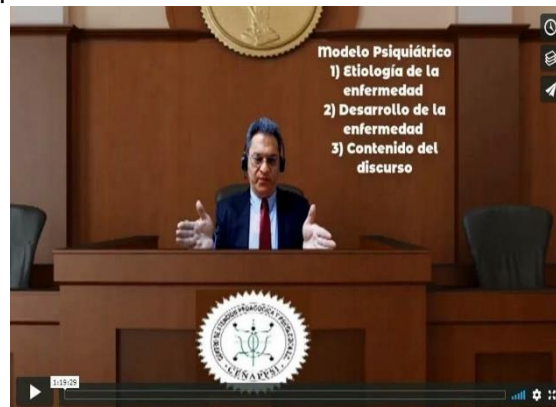 Modelo Psiquiátrico
1) Etiología de la
enfermedad
2) Desarrollo de la
enfermedad
3) Contenido del
discurso
CENAPPSI
1:19:29